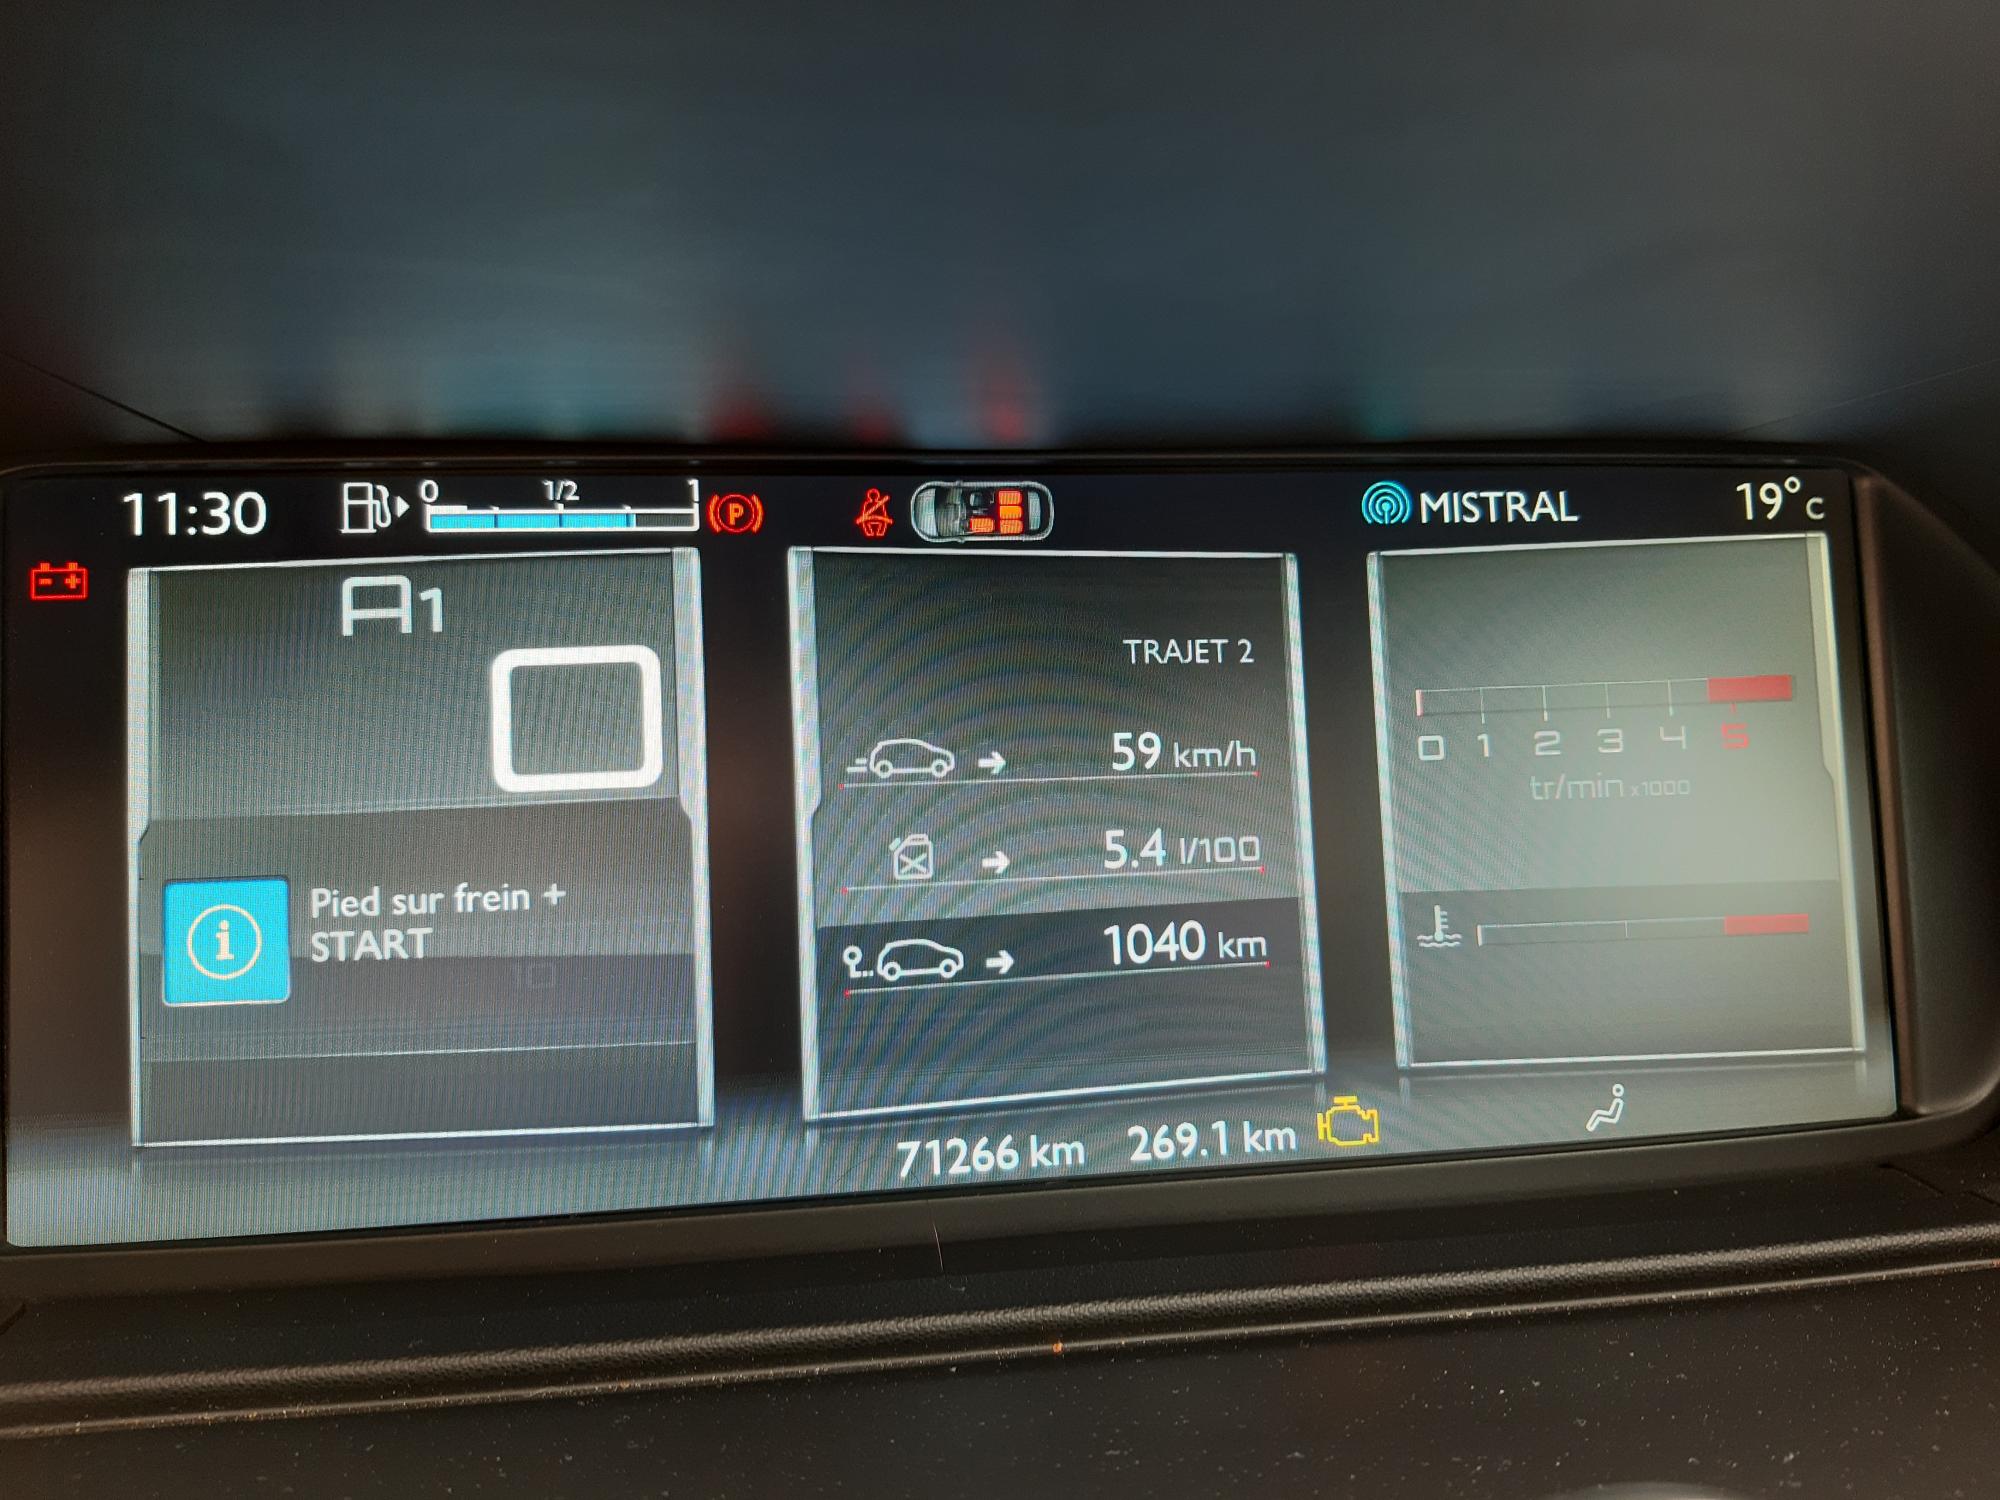 11:30
0 1/2 1
P
MISTRAL
19°c
A1
0
Pied sur frein +
START
TRAJET 2
59 km/h
5.4 l/100
1040 km
0 1 2 3 4 5
tr/min x1000
71266 km 269.1 km